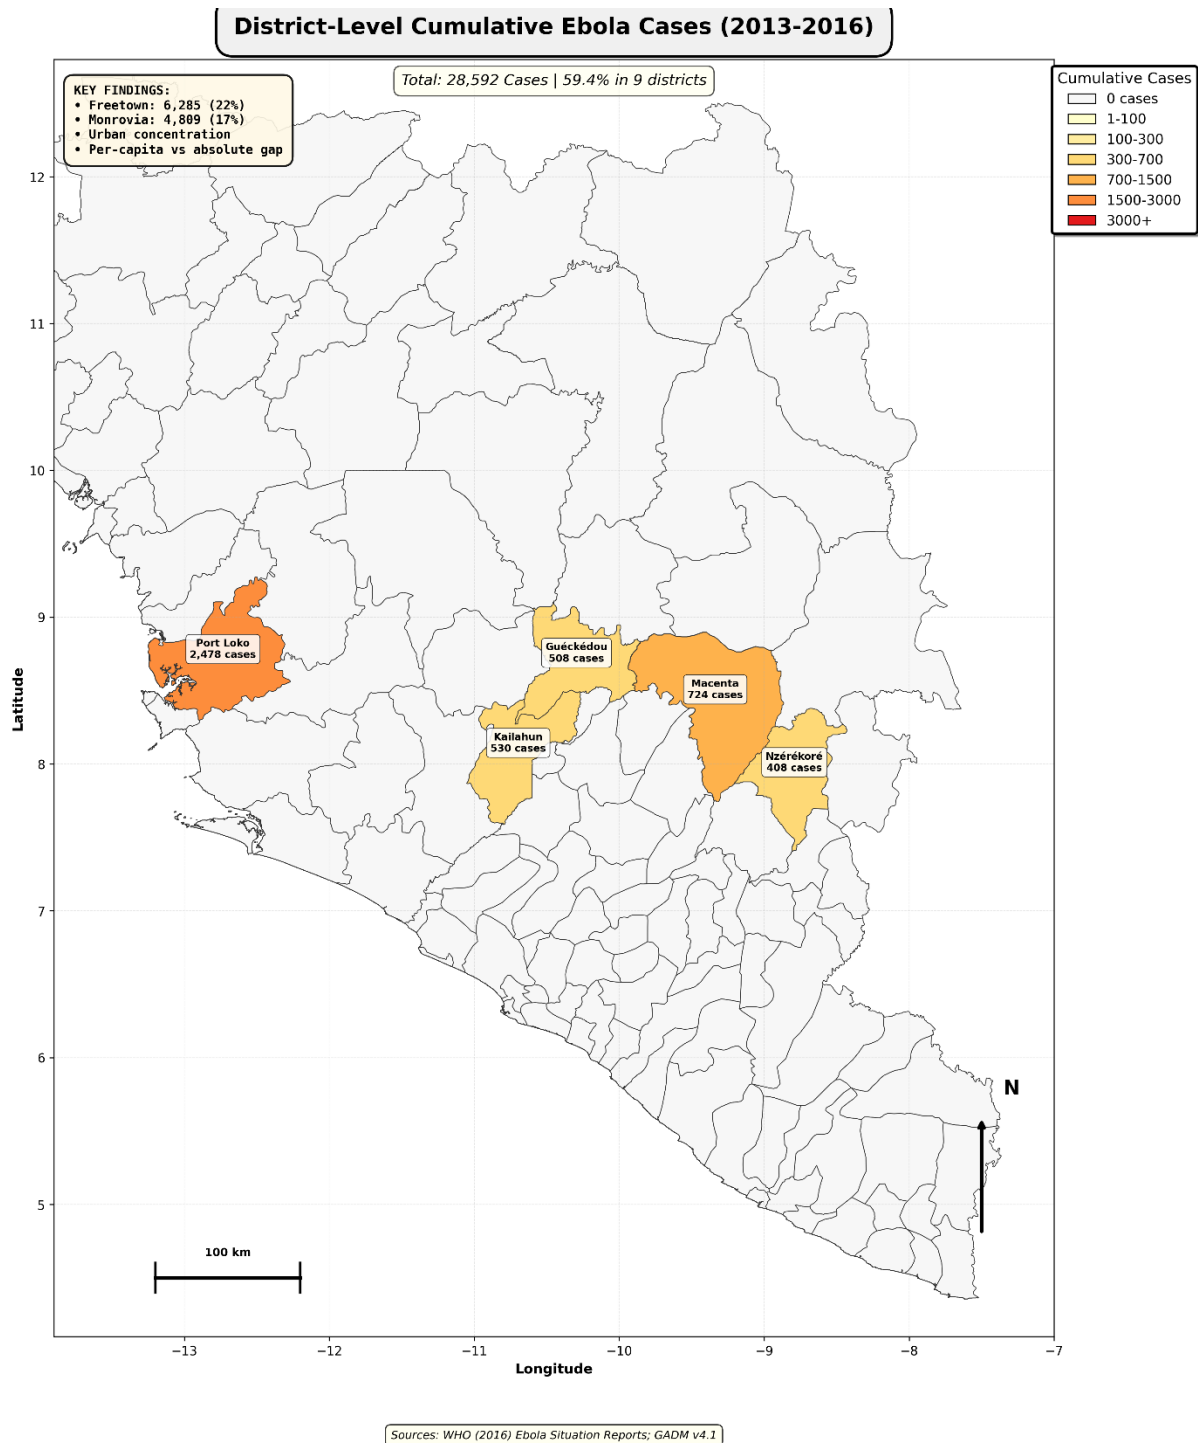 District-Level Cumulative Ebola Cases (2013-2016)
Total: 28,592 Cases | 59.4% in 9 districts
KEY FINDINGS:
• Freetown: 6,285 (22%)
• Monrovia: 4,809 (17%)
• Urban concentration
• Per-capita vs absolute gap
Cumulative Cases
0 cases
1-100
100-300
300-700
700-1500
1500-3000
3000+
12
11
10
9
8
7
6
5
Latitude
Port Loko
2,478 cases
Guéckédou
508 cases
Macenta
724 cases
Kailahun
530 cases
Nzérékoré
408 cases
N
100 km
−13
−12
−11
−10
−9
−8
−7
Longitude
Sources: WHO (2016) Ebola Situation Reports; GADM v4.1